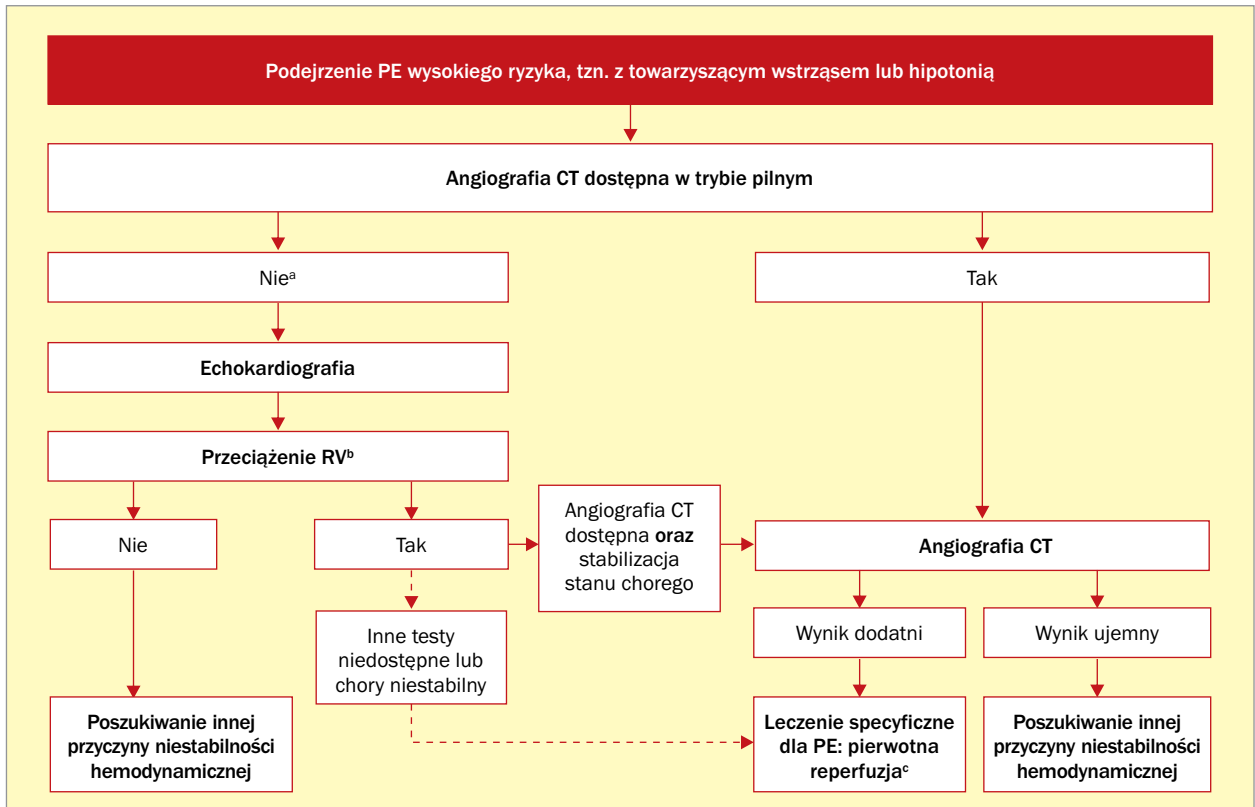 Podejrzenie PE wysokiego ryzyka, tzn. z towarzyszącym wstrząsem lub hipotonią
Angiografia CT dostępna w trybie pilnym
Nieᵃ
Tak
Echokardiografia
Przeciążenie RVᵇ
Nie
Tak
Angiografia CT
dostępna oraz
stabilizacja
stanu chorego
Angiografia CT
Inne testy
niedostępne lub
chory niestabilny
Wynik dodatni
Wynik ujemny
Poszukiwanie innej
przyczyny niestabilności
hemodynamicznej
Leczenie specyficzne
dla PE: pierwotna
reperfuzjaᶜ
Poszukiwanie innej
przyczyny niestabilności
hemodynamicznej